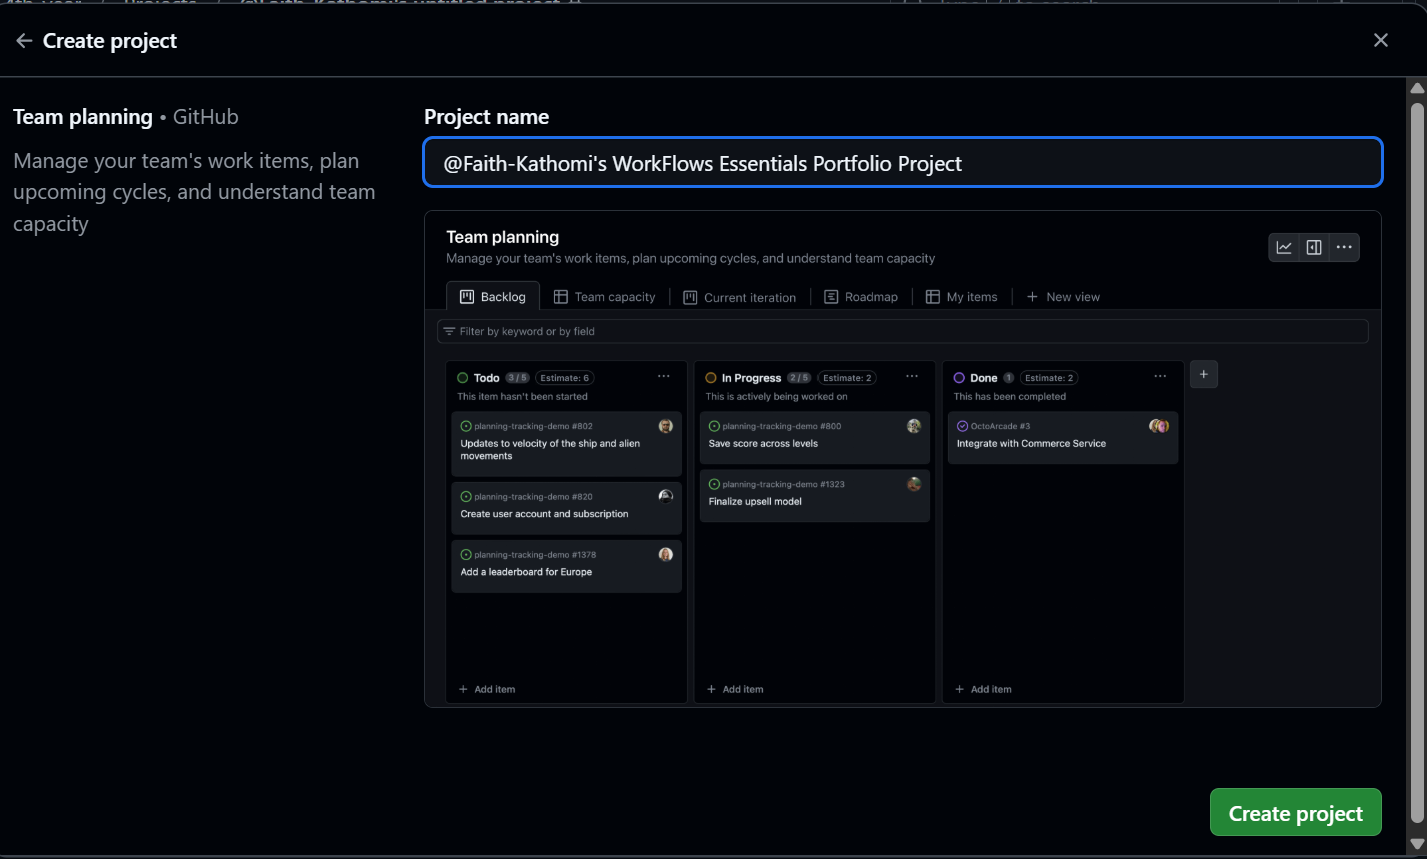 Create project
Team planning • GitHub
Manage your team's work items, plan
upcoming cycles, and understand team
capacity
Project name
@Faith-Kathomi's WorkFlows Essentials Portfolio Project
Team planning
Manage your team's work items, plan upcoming cycles, and understand team capacity
Backlog Team capacity Current iteration Roadmap My items New view
Filter by keyword or by field
Todo 3 / 5 Estimate: 6
This item hasn't been started
planning-tracking-demo #802
Updates to velocity of the ship and alien
movements
planning-tracking-demo #820
Create user account and subscription
planning-tracking-demo #1378
Add a leaderboard for Europe
Add item
In Progress 2 / 5 Estimate: 2
This is actively being worked on
planning-tracking-demo #800
Save score across levels
planning-tracking-demo #1323
Finalize upsell model
Add item
Done 1 Estimate: 2
This has been completed
OctoArcade #3
Integrate with Commerce Service
Add item
Create project